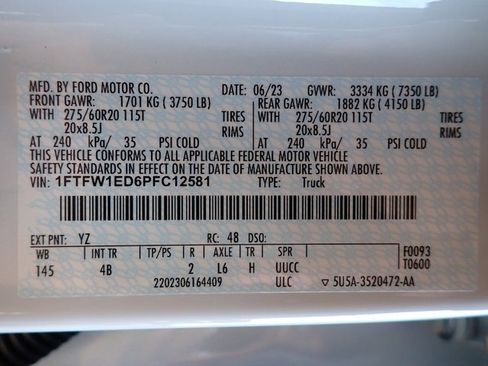 MFD. BY FORD MOTOR CO. DATE: 06/23 GVWR: 3334 KG ( 7350 LB)
FRONT GAWR: 1701 KG ( 3750 LB) REAR GAWR: 1882 KG ( 4150 LB)
WITH 275/60R20 115T TIRES WITH 275/60R20 115T TIRES
20x8.5J RIMS 20x8.5J RIMS
AT 240 kPa/ 35 PSI COLD AT 240 kPa/ 35 PSI COLD
THIS VEHICLE CONFORMS TO ALL APPLICABLE FEDERAL MOTOR VEHICLE
SAFETY STANDARDS IN EFFECT ON THE DATE OF MANUFACTURE SHOWN ABOVE.
VIN: 1FTFW1ED6PFC12581 TYPE: Truck
EXT PNT: YZ RC: 48 DSO:
WB INT TR TP/PS R AXLE TR SPR F0093
145 4B 2 L6 H UUCC T0600
2202306164409 ULC ▽ 5U5A-3520472-AA